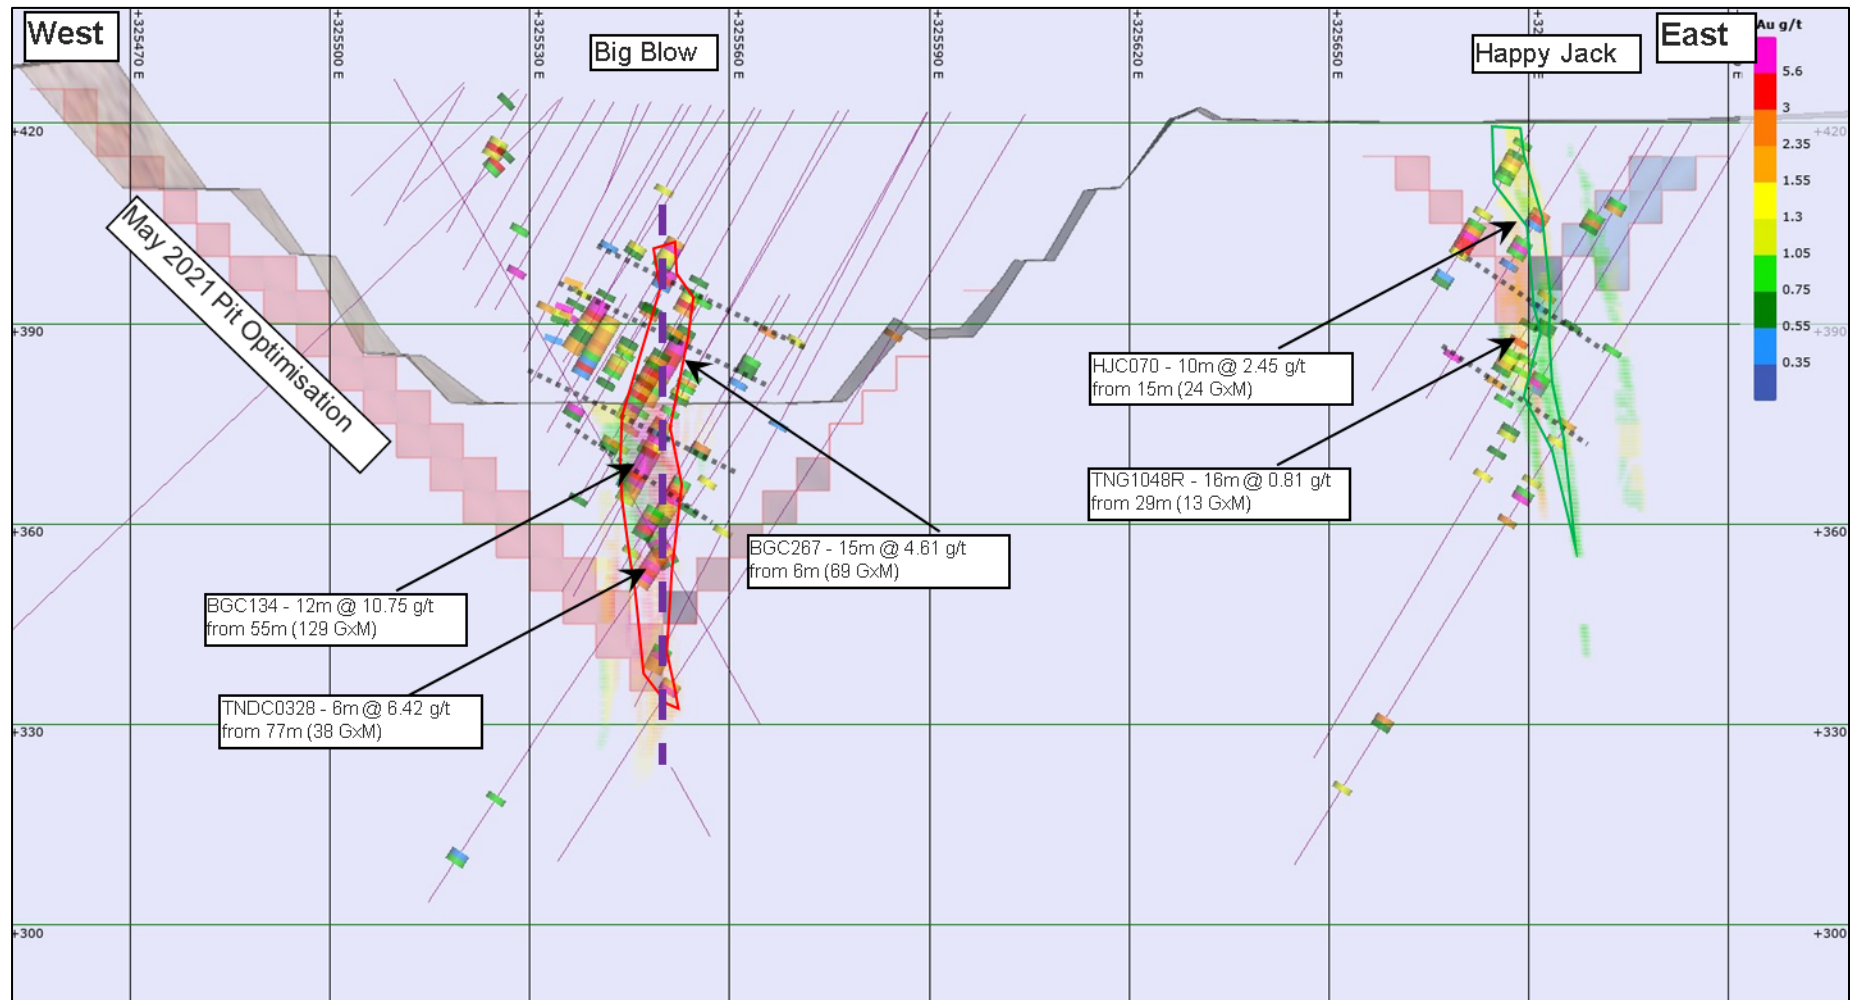 West
+325470 E
+325500 E
+325530 E
Big Blow
+325560 E
+325590 E
+325620 E
+325650 E
Happy Jack
East
Au g/t
5.6
3
2.35
1.55
1.3
1.05
0.75
0.55
0.35
+420
+420
May 2021 Pit Optimisation
+390
+390
HJC070 - 10m @ 2.45 g/t
from 15m (24 GxM)
TNG1048R - 16m @ 0.81 g/t
from 29m (13 GxM)
+360
+360
BGC267 - 15m @ 4.61 g/t
from 6m (69 GxM)
BGC134 - 12m @ 10.75 g/t
from 55m (129 GxM)
TNDC0328 - 6m @ 6.42 g/t
from 77m (38 GxM)
+330
+330
+300
+300